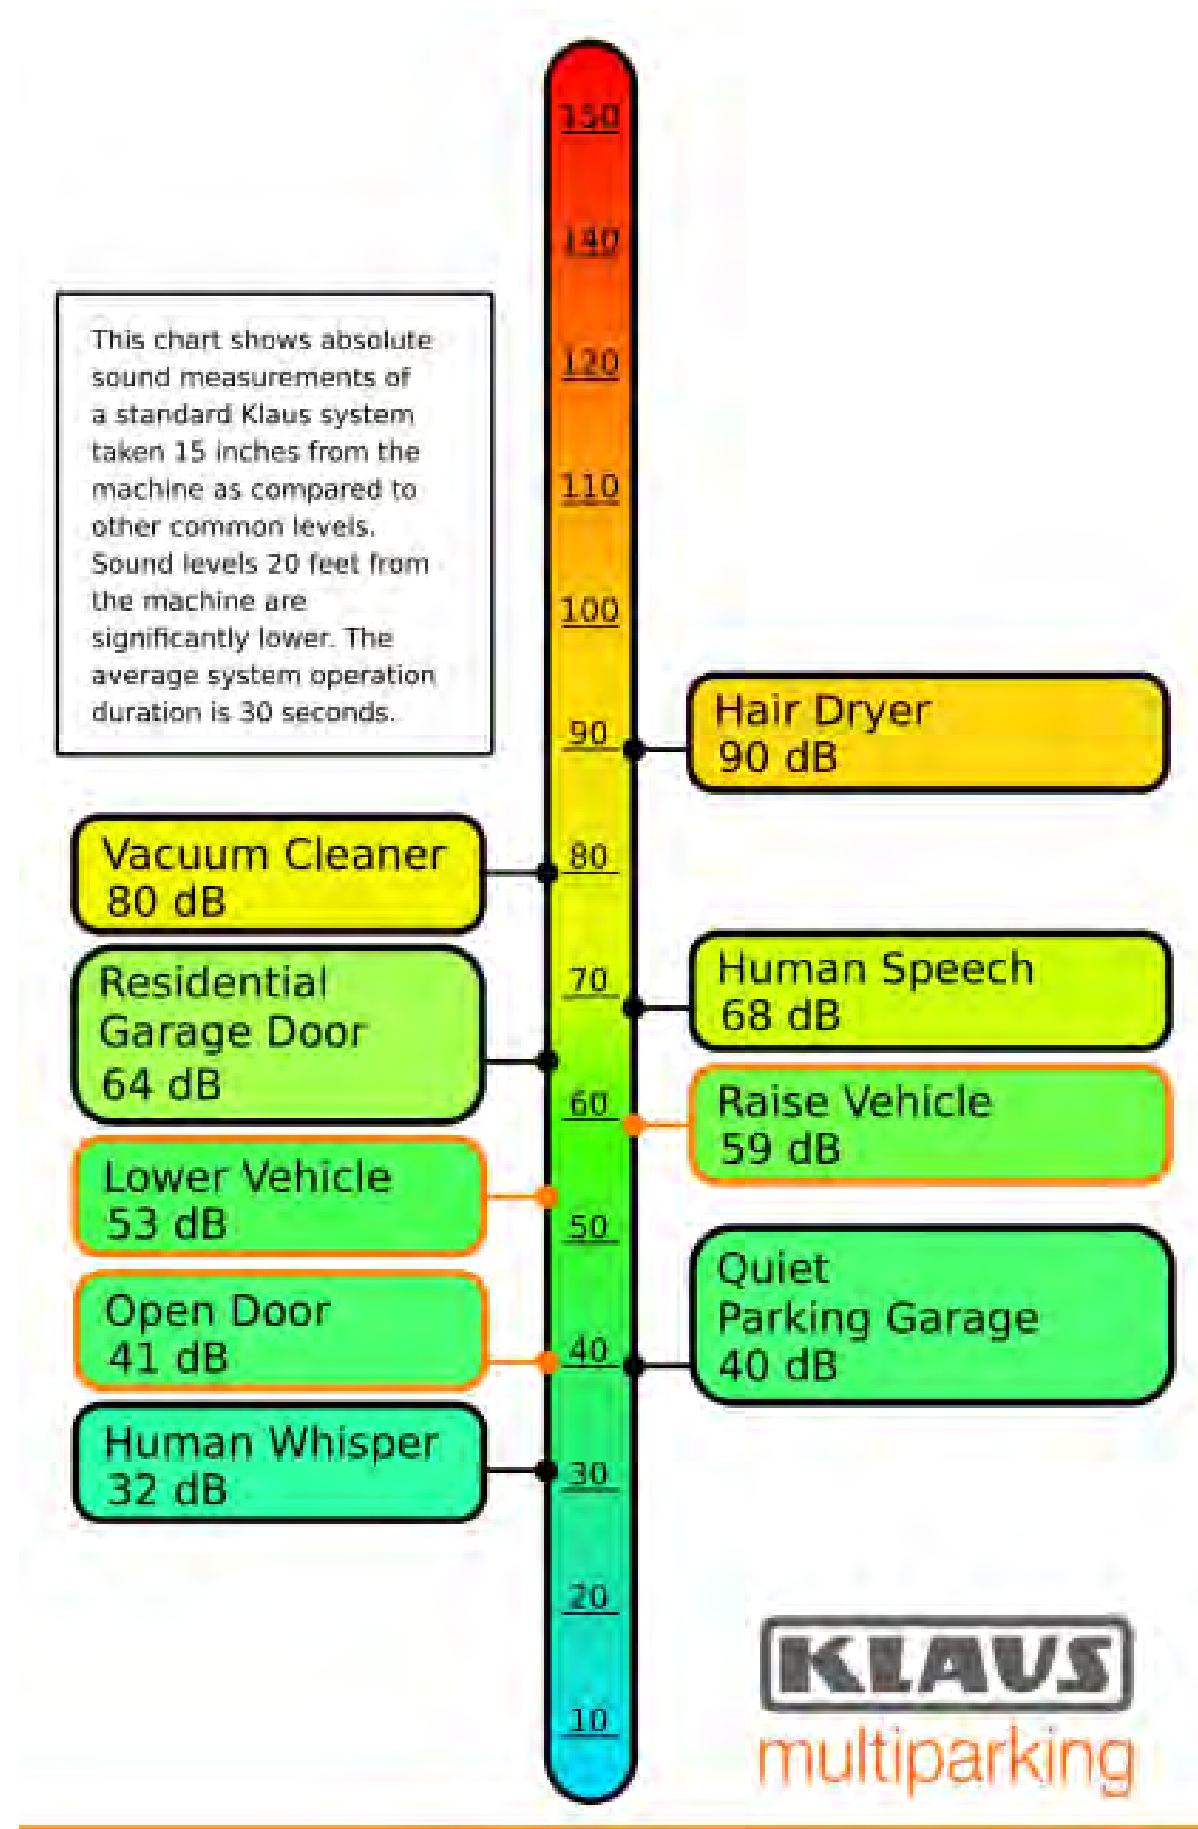 150
140
120
110
100
90
80
70
60
50
40
30
20
10
This chart shows absolute
sound measurements of
a standard Klaus system
taken 15 inches from the
machine as compared to
other common levels.
Sound levels 20 feet from
the machine are
significantly lower. The
average system operation
duration is 30 seconds.
Hair Dryer
90 dB
Vacuum Cleaner
80 dB
Human Speech
68 dB
Residential
Garage Door
64 dB
Raise Vehicle
59 dB
Lower Vehicle
53 dB
Open Door
41 dB
Quiet
Parking Garage
40 dB
Human Whisper
32 dB
KLAUS
multiparking